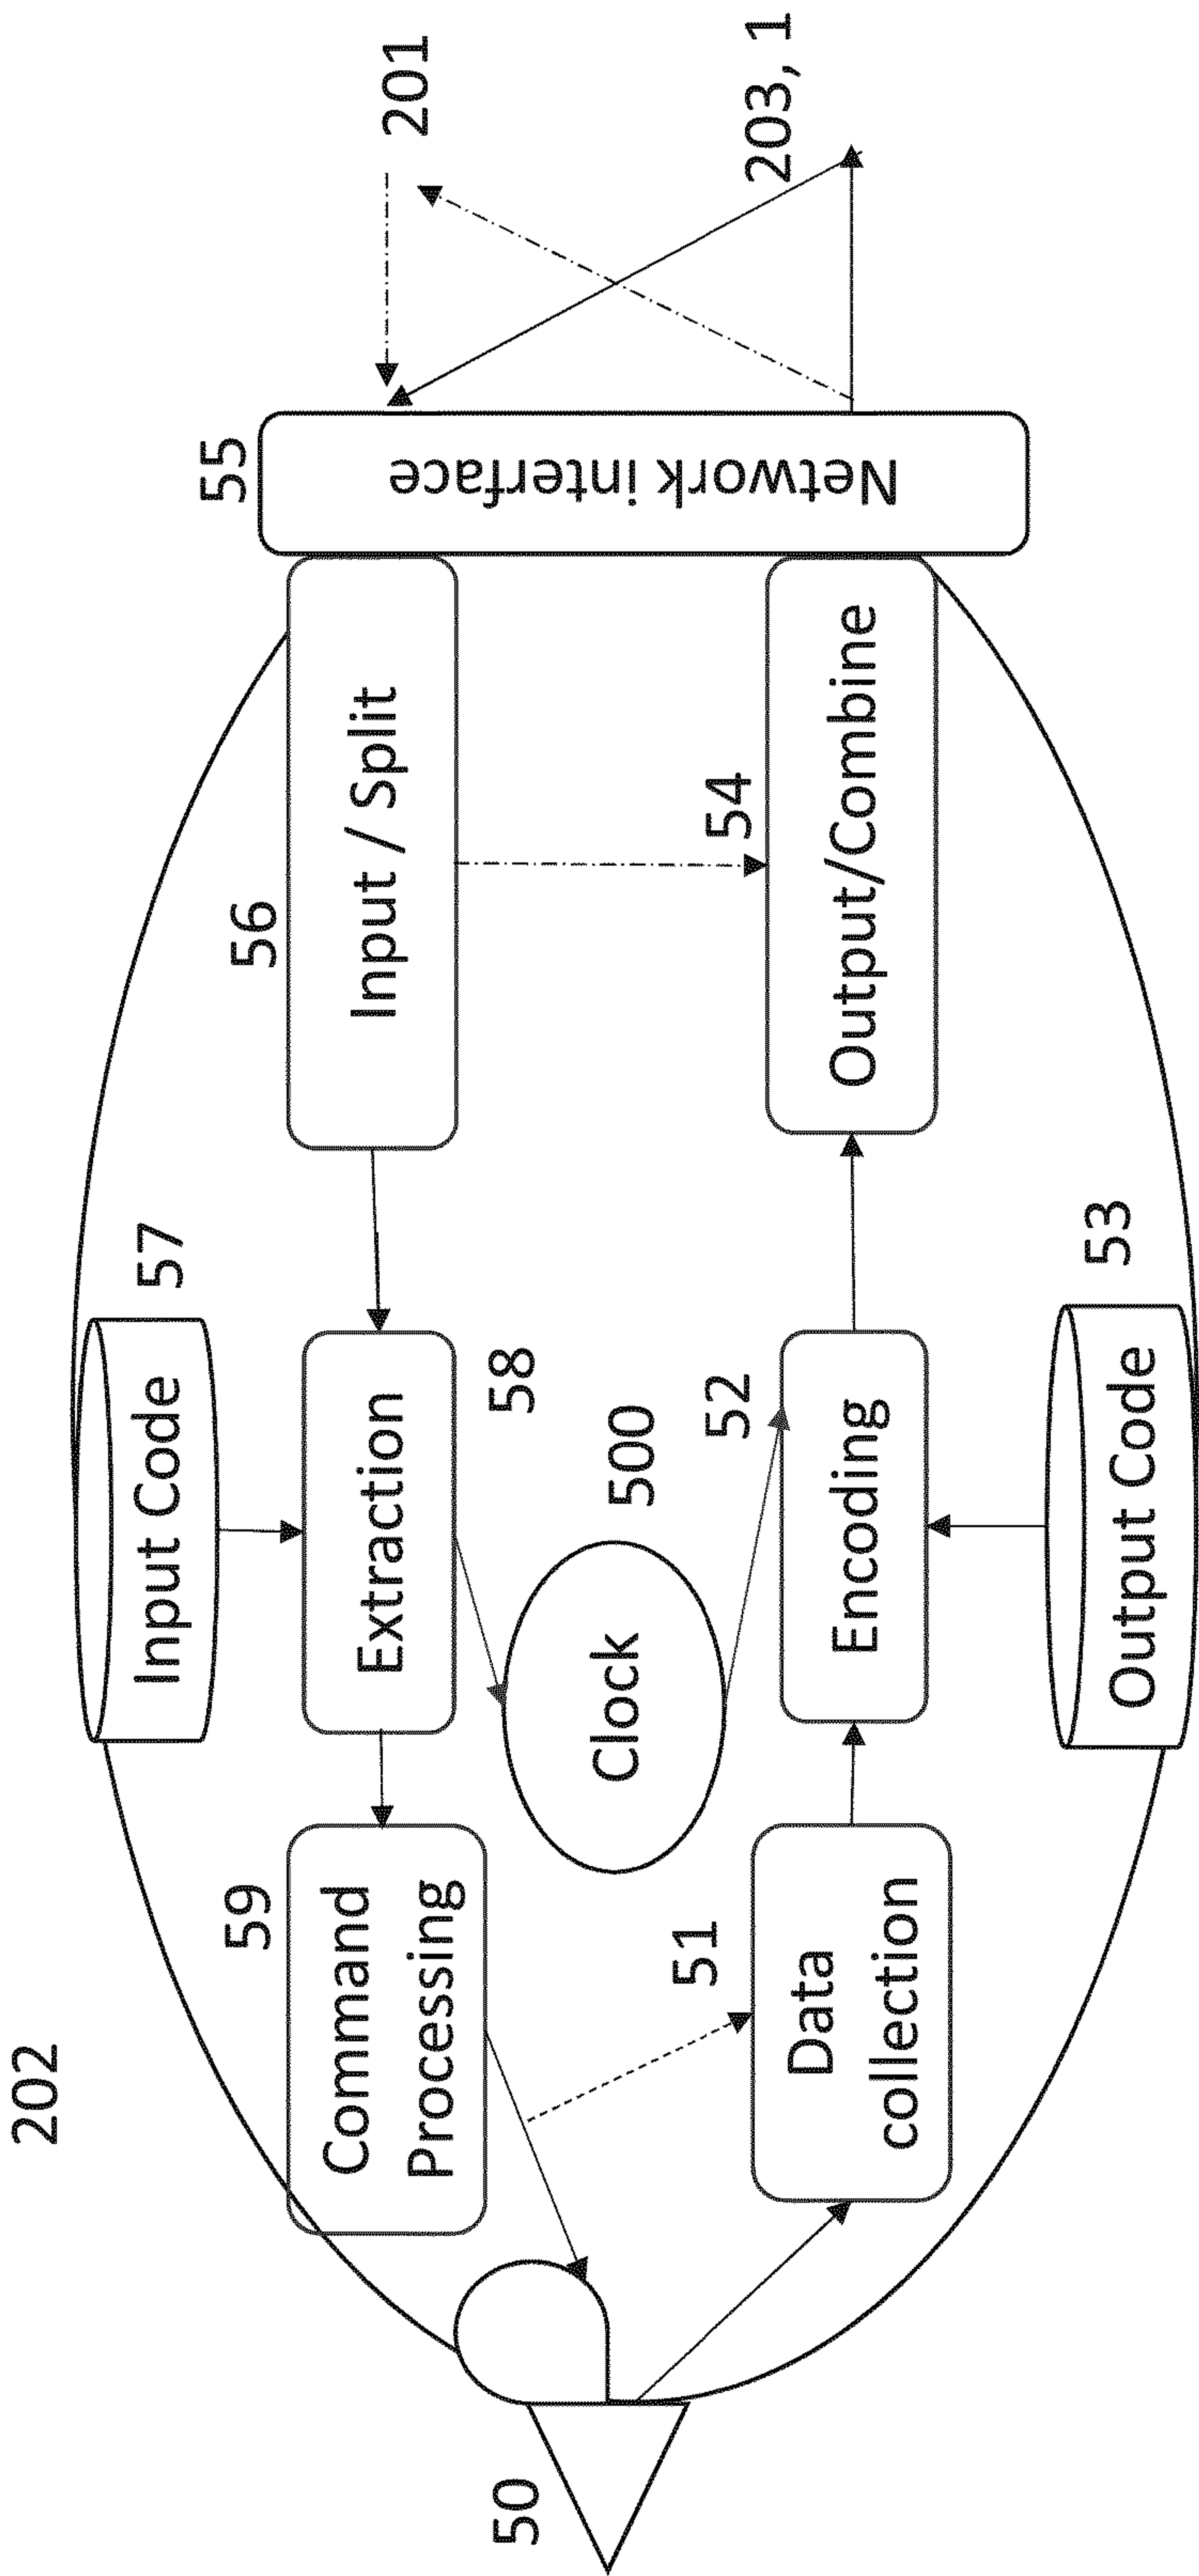 202
50
59
Command
Processing
51
Data
collection
57
Input Code
Extraction
58
Clock
500
52
Encoding
53
Output Code
56
Input / Split
54
Output/Combine
55
Network interface
201
203, 1